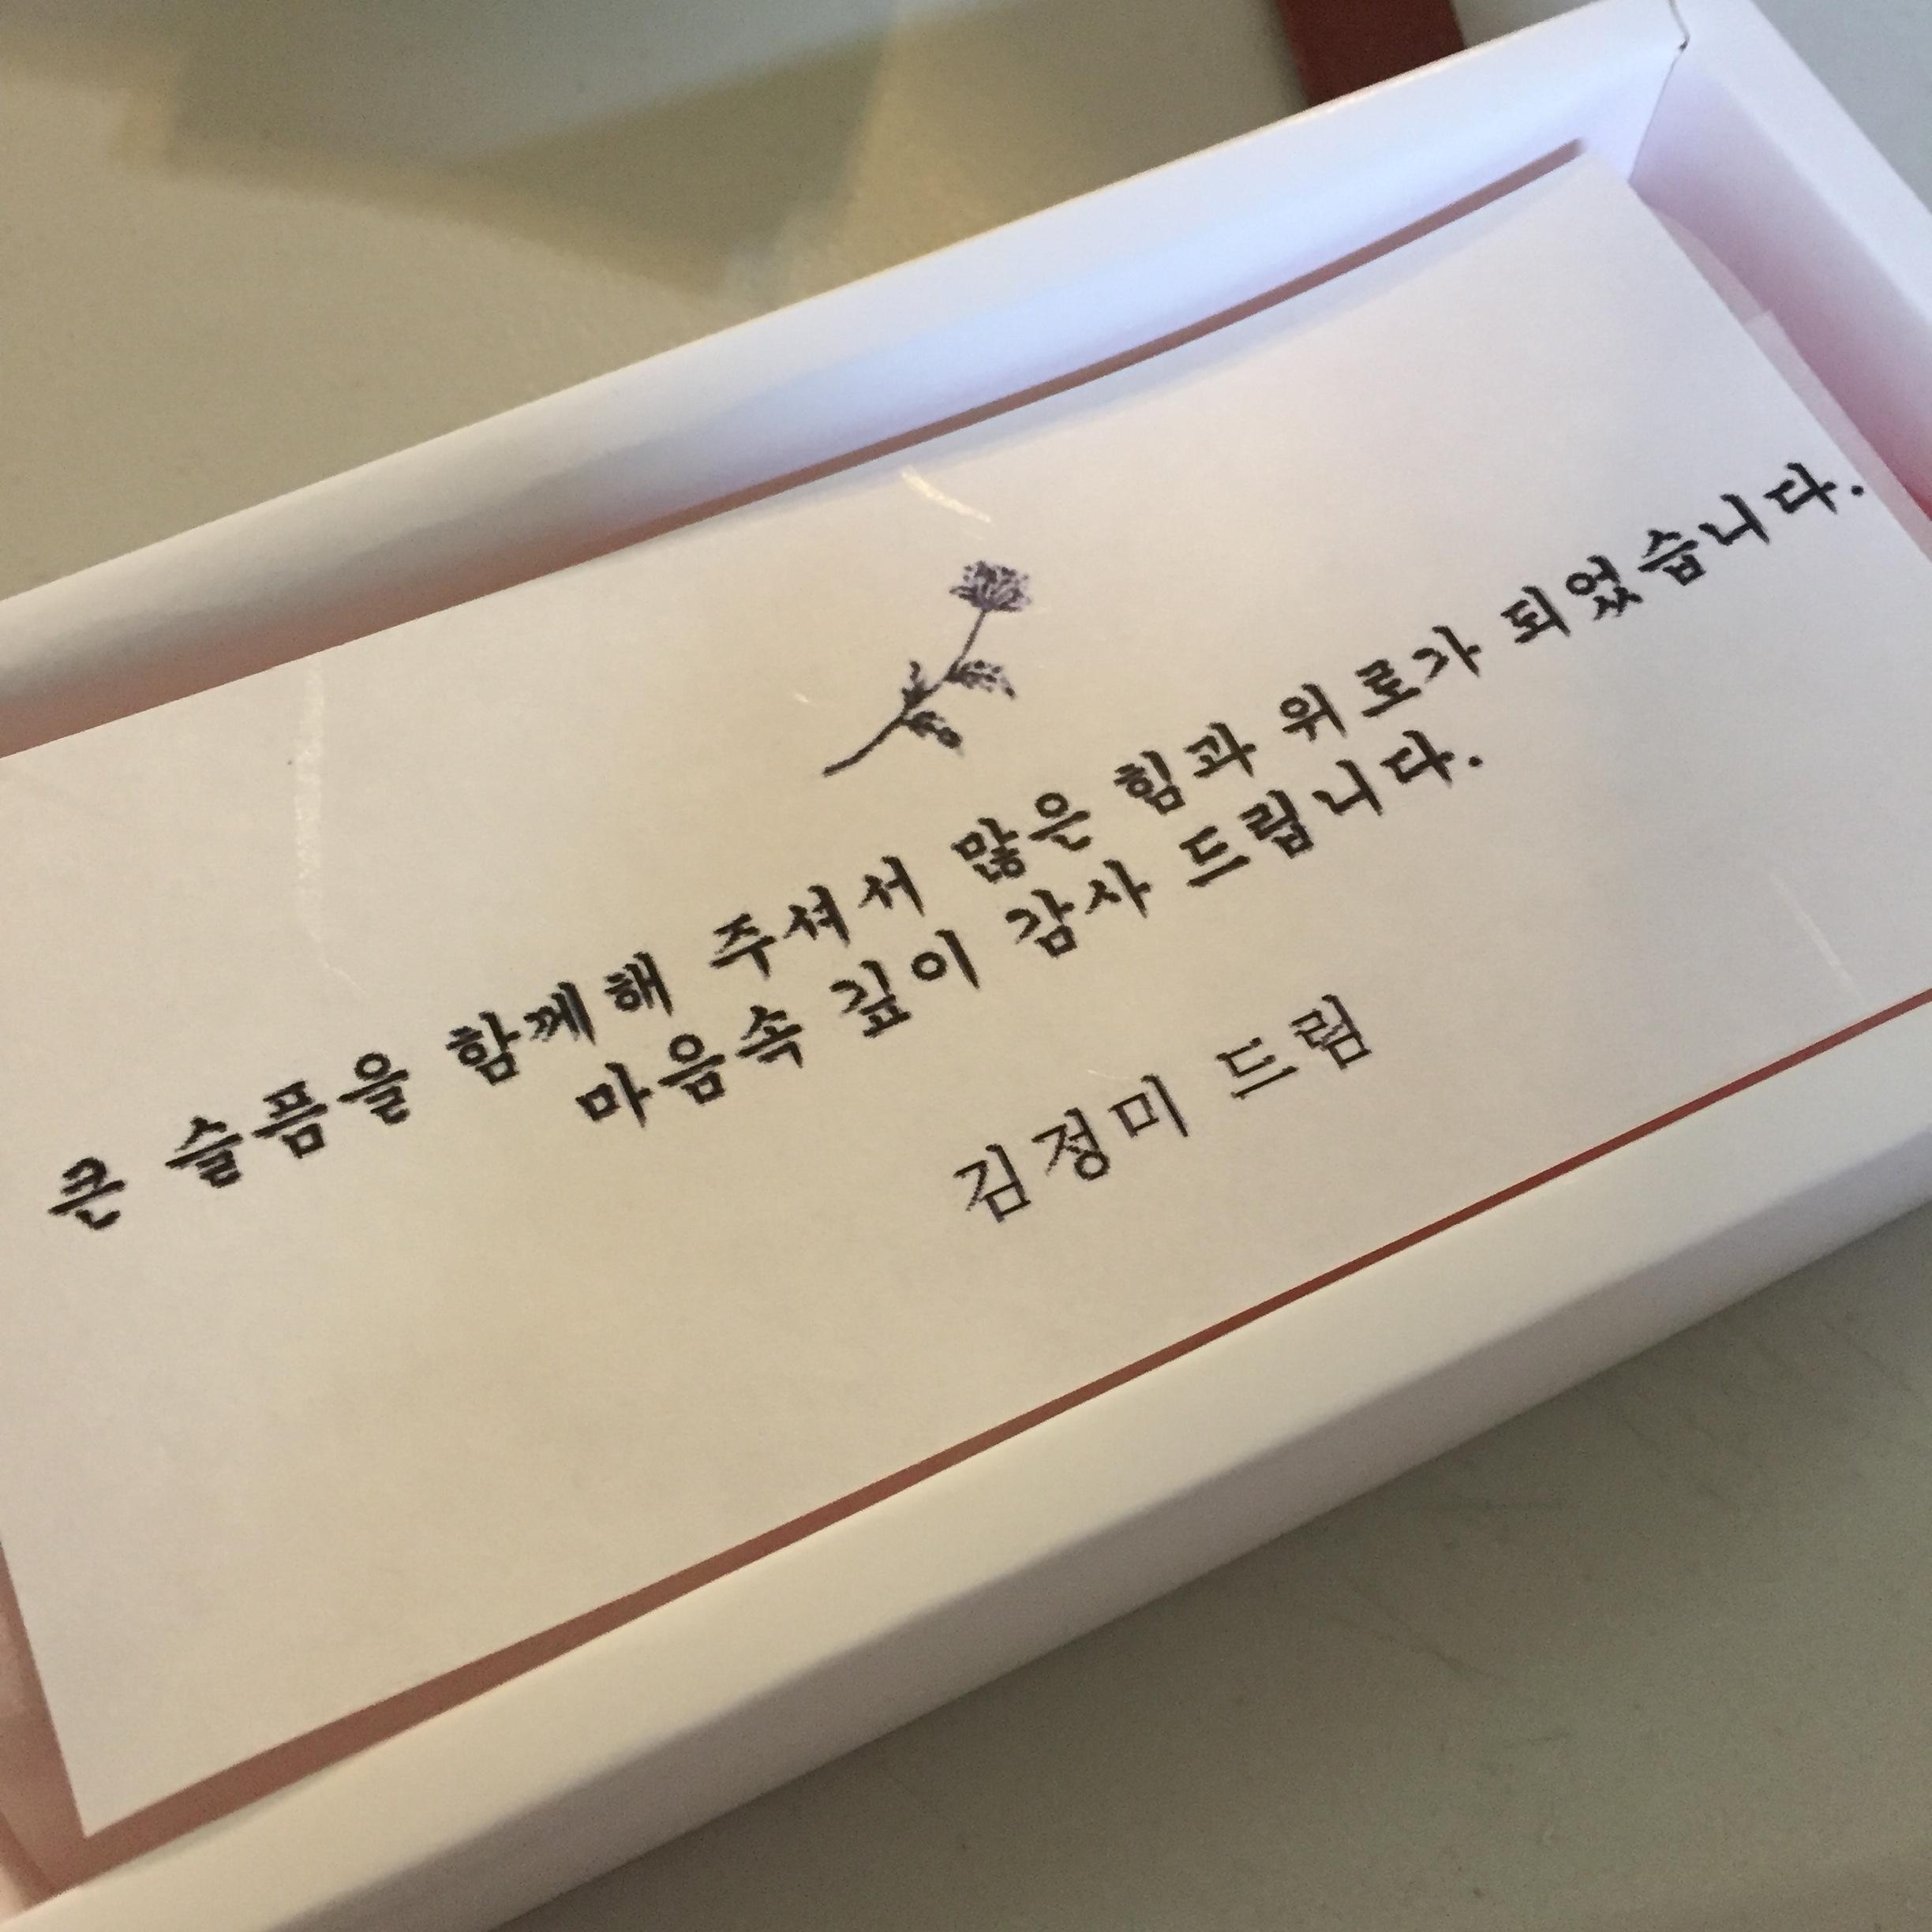 큰 슬픔을 함께해 주셔서 많은 힘과 위로가 되었습니다.
마음속 깊이 감사 드립니다.
김정미 드림